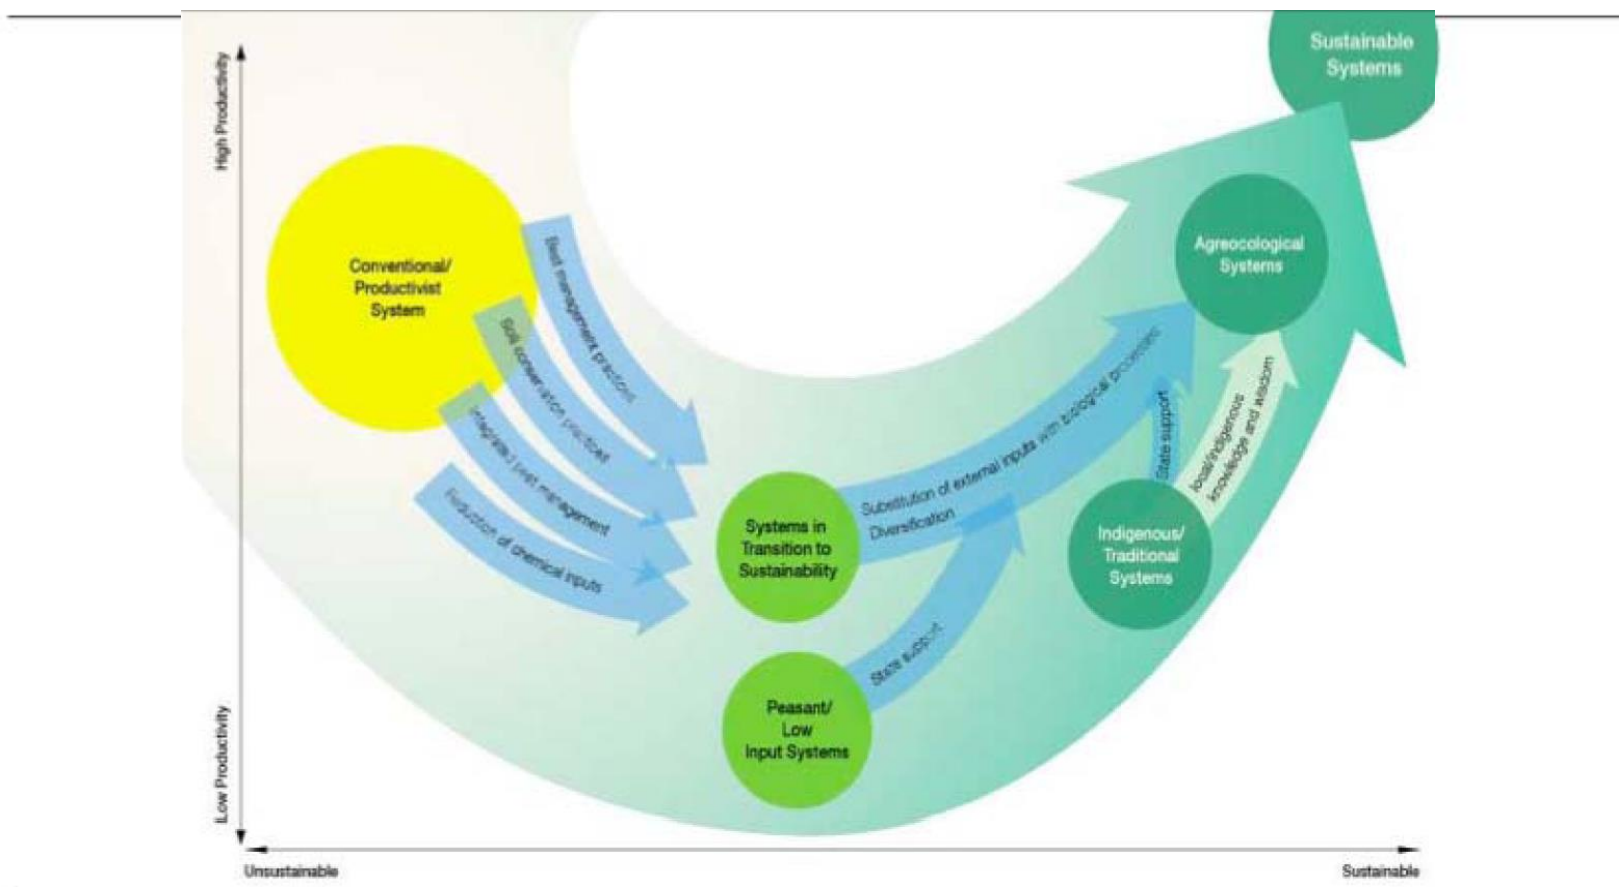 Sustainable
Systems
High Productivity
Conventional/
Productivist
System
Best management practices
Soil conservation practices
Integrated pest management
Reduction of chemical inputs
Agreocological
Systems
Substitution of external inputs with biological processes
Diversification
State support
local/indigenous
knowledge and wisdom
Systems in
Transition to
Sustainability
Indigenous/
Traditional
Systems
State support
Peasant/
Low
Input Systems
Low Productivity
Unsustainable
Sustainable